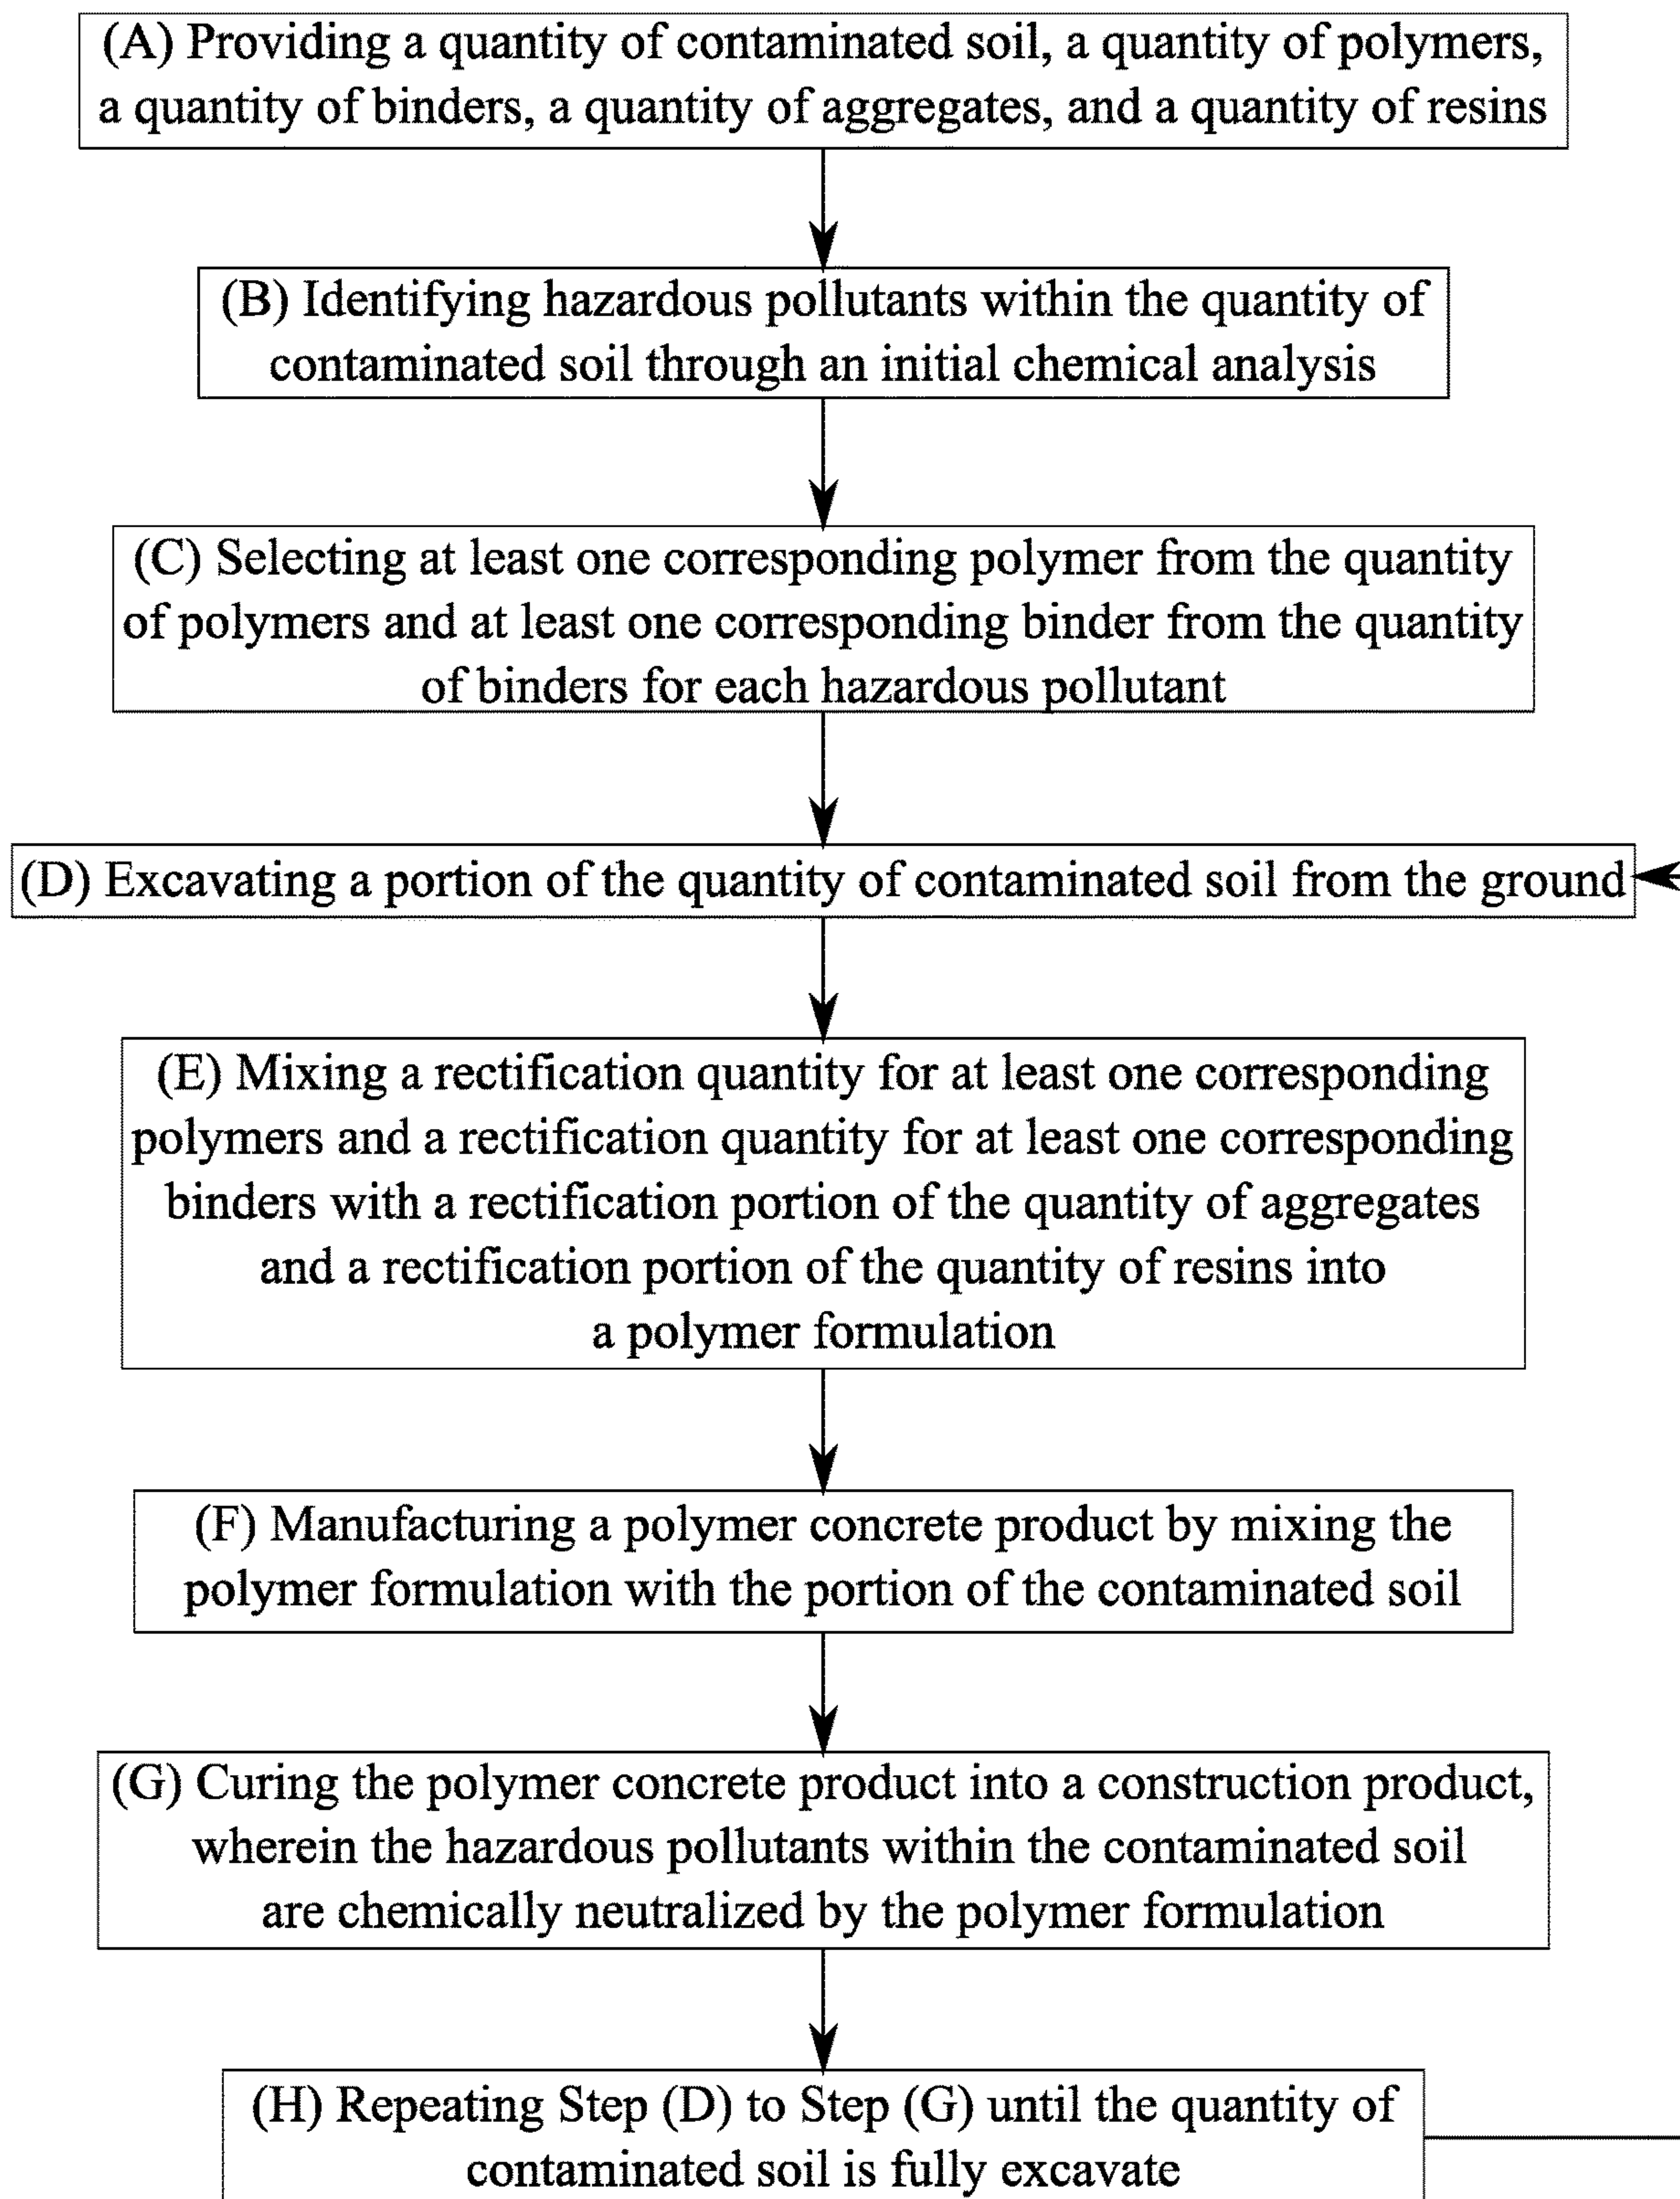 (A) Providing a quantity of contaminated soil, a quantity of polymers,
a quantity of binders, a quantity of aggregates, and a quantity of resins
(B) Identifying hazardous pollutants within the quantity of
contaminated soil through an initial chemical analysis
(C) Selecting at least one corresponding polymer from the quantity
of polymers and at least one corresponding binder from the quantity
of binders for each hazardous pollutant
(D) Excavating a portion of the quantity of contaminated soil from the ground
(E) Mixing a rectification quantity for at least one corresponding
polymers and a rectification quantity for at least one corresponding
binders with a rectification portion of the quantity of aggregates
and a rectification portion of the quantity of resins into
a polymer formulation
(F) Manufacturing a polymer concrete product by mixing the
polymer formulation with the portion of the contaminated soil
(G) Curing the polymer concrete product into a construction product,
wherein the hazardous pollutants within the contaminated soil
are chemically neutralized by the polymer formulation
(H) Repeating Step (D) to Step (G) until the quantity of
contaminated soil is fully excavate